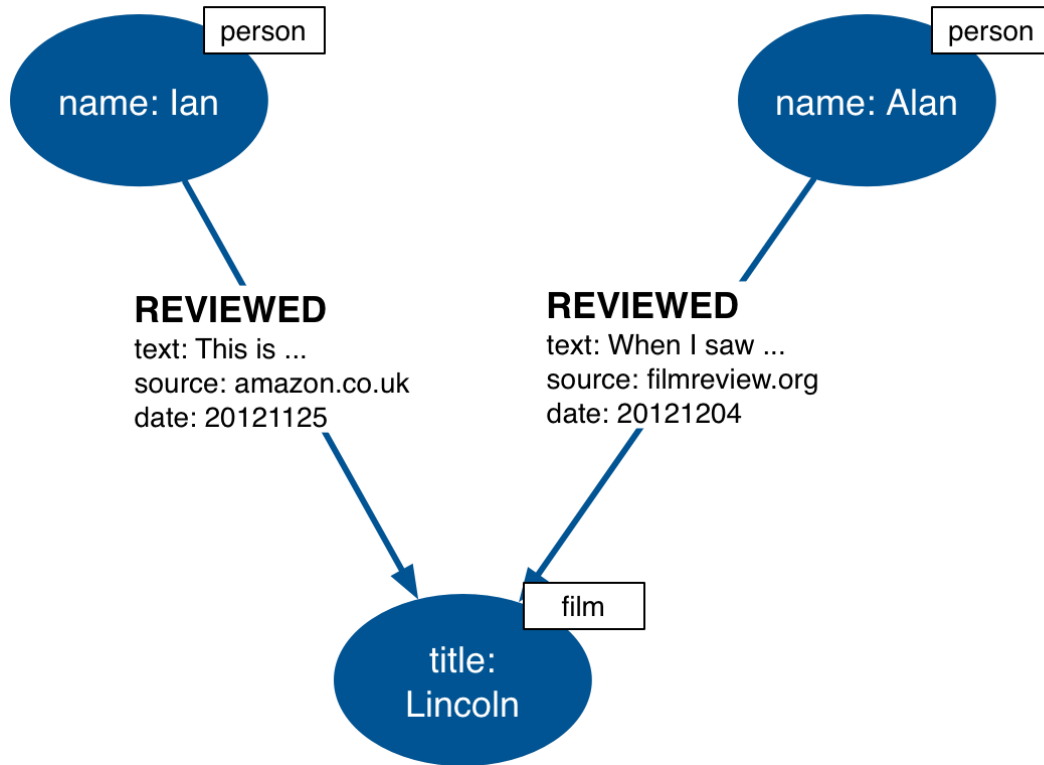 person
name: Ian
person
name: Alan
REVIEWED
text: This is ...
source: amazon.co.uk
date: 20121125
REVIEWED
text: When I saw ...
source: filmreview.org
date: 20121204
film
title:
Lincoln